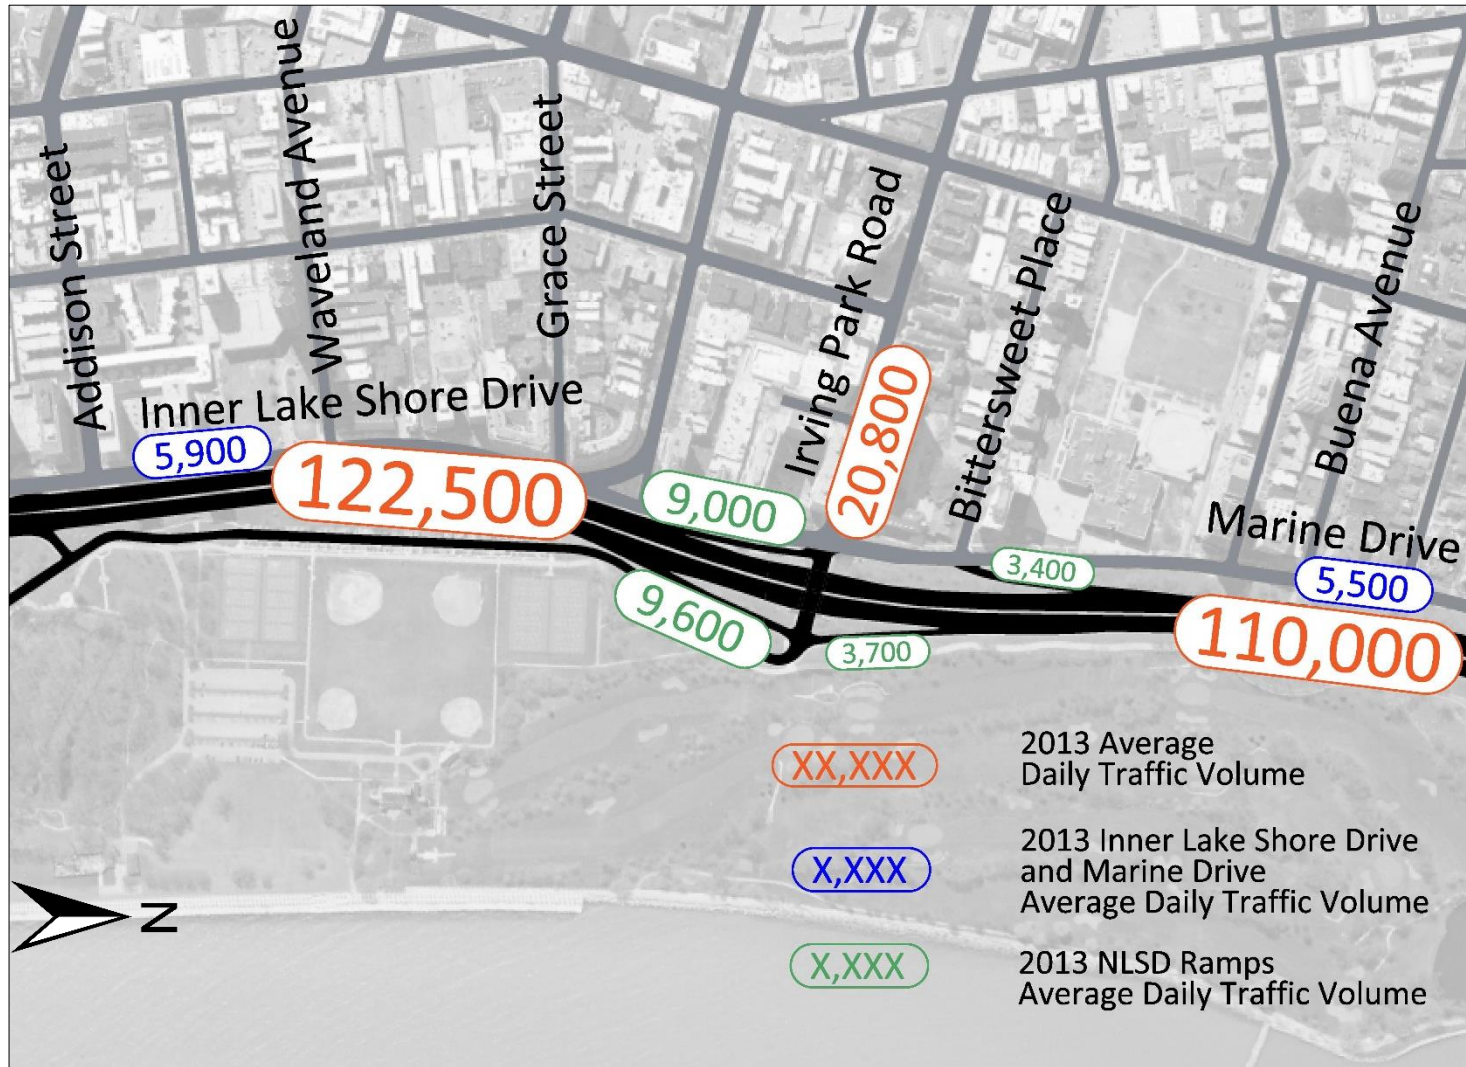 Addison Street
Waveland Avenue
Grace Street
Irving Park Road
Bittersweet Place
Buena Avenue
Inner Lake Shore Drive
5,900
122,500
9,000
20,800
Marine Drive
3,400
5,500
9,600
3,700
110,000
XX,XXX
2013 Average
Daily Traffic Volume
X,XXX
2013 Inner Lake Shore Drive
and Marine Drive
Average Daily Traffic Volume
N
X,XXX
2013 NLSD Ramps
Average Daily Traffic Volume